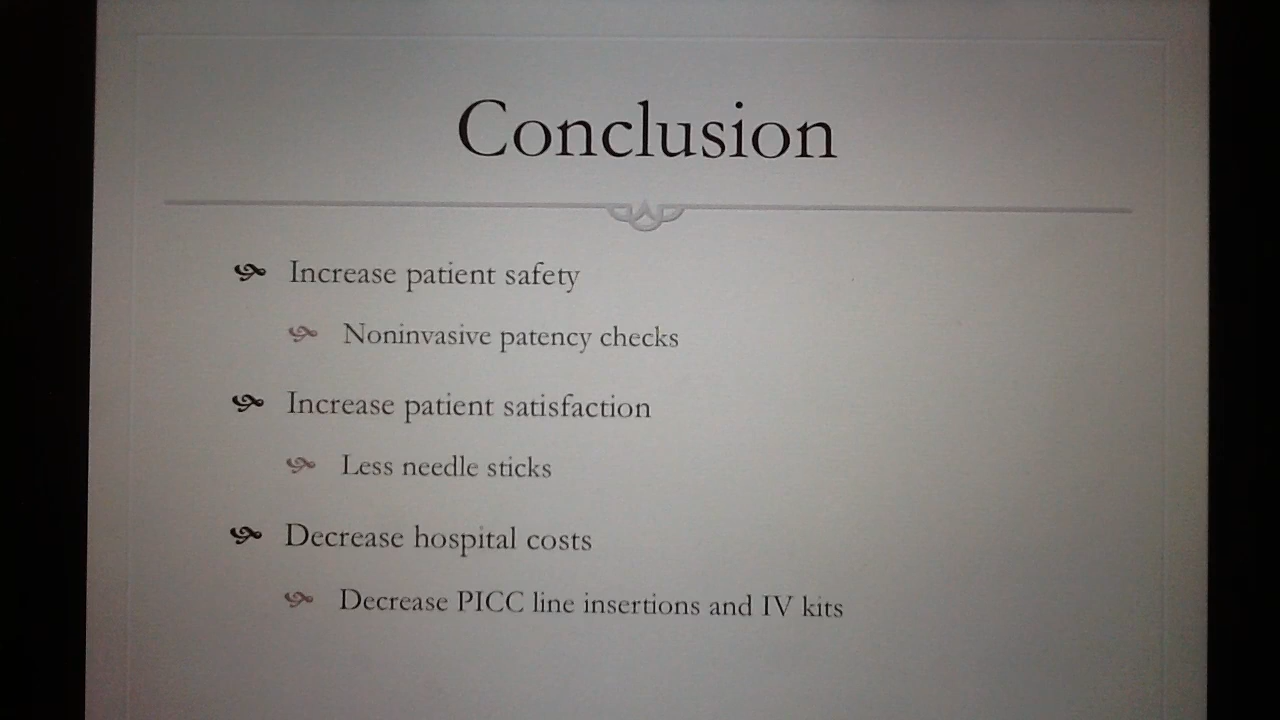 Conclusion
Increase patient safety
Noninvasive patency checks
Increase patient satisfaction
Less needle sticks
Decrease hospital costs
Decrease PICC line insertions and IV kits